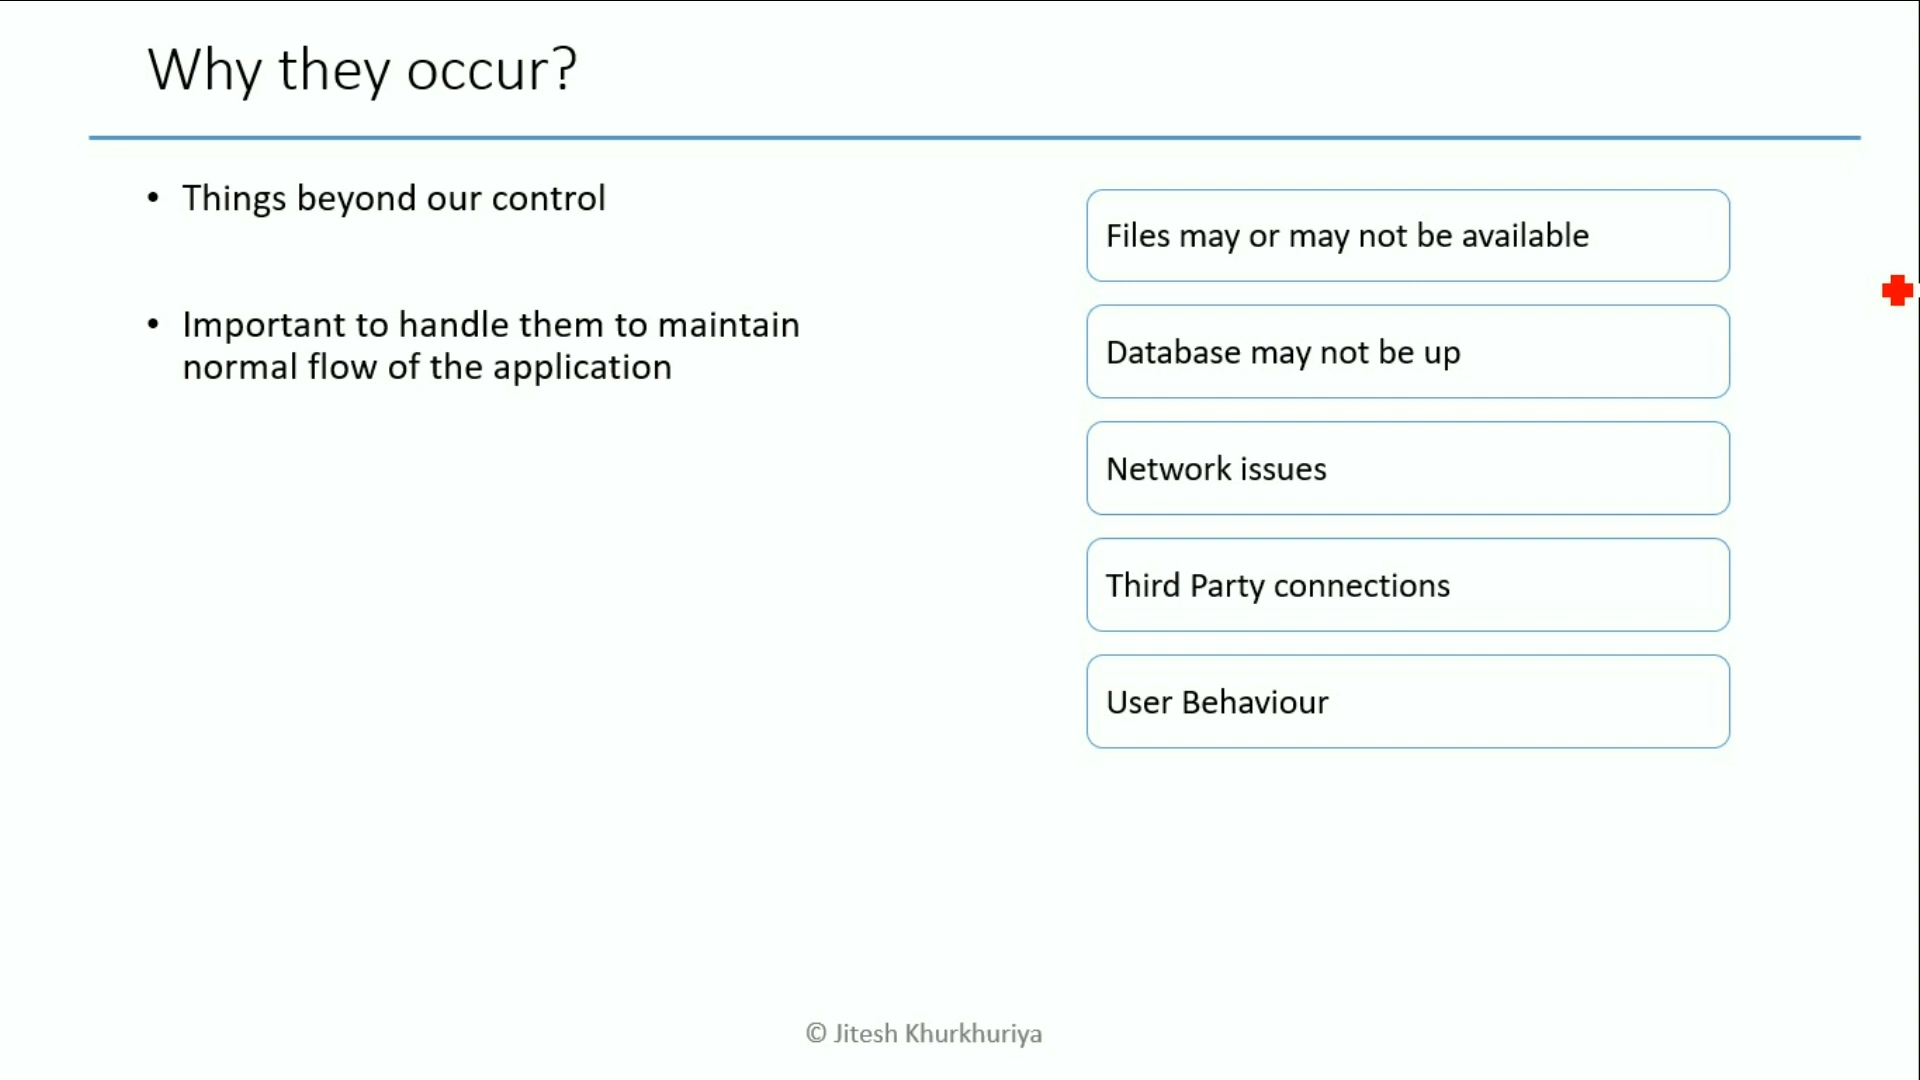 Why they occur?
• Things beyond our control
• Important to handle them to maintain
normal flow of the application
Files may or may not be available
Database may not be up
Network issues
Third Party connections
User Behaviour
© Jitesh Khurkhuriya